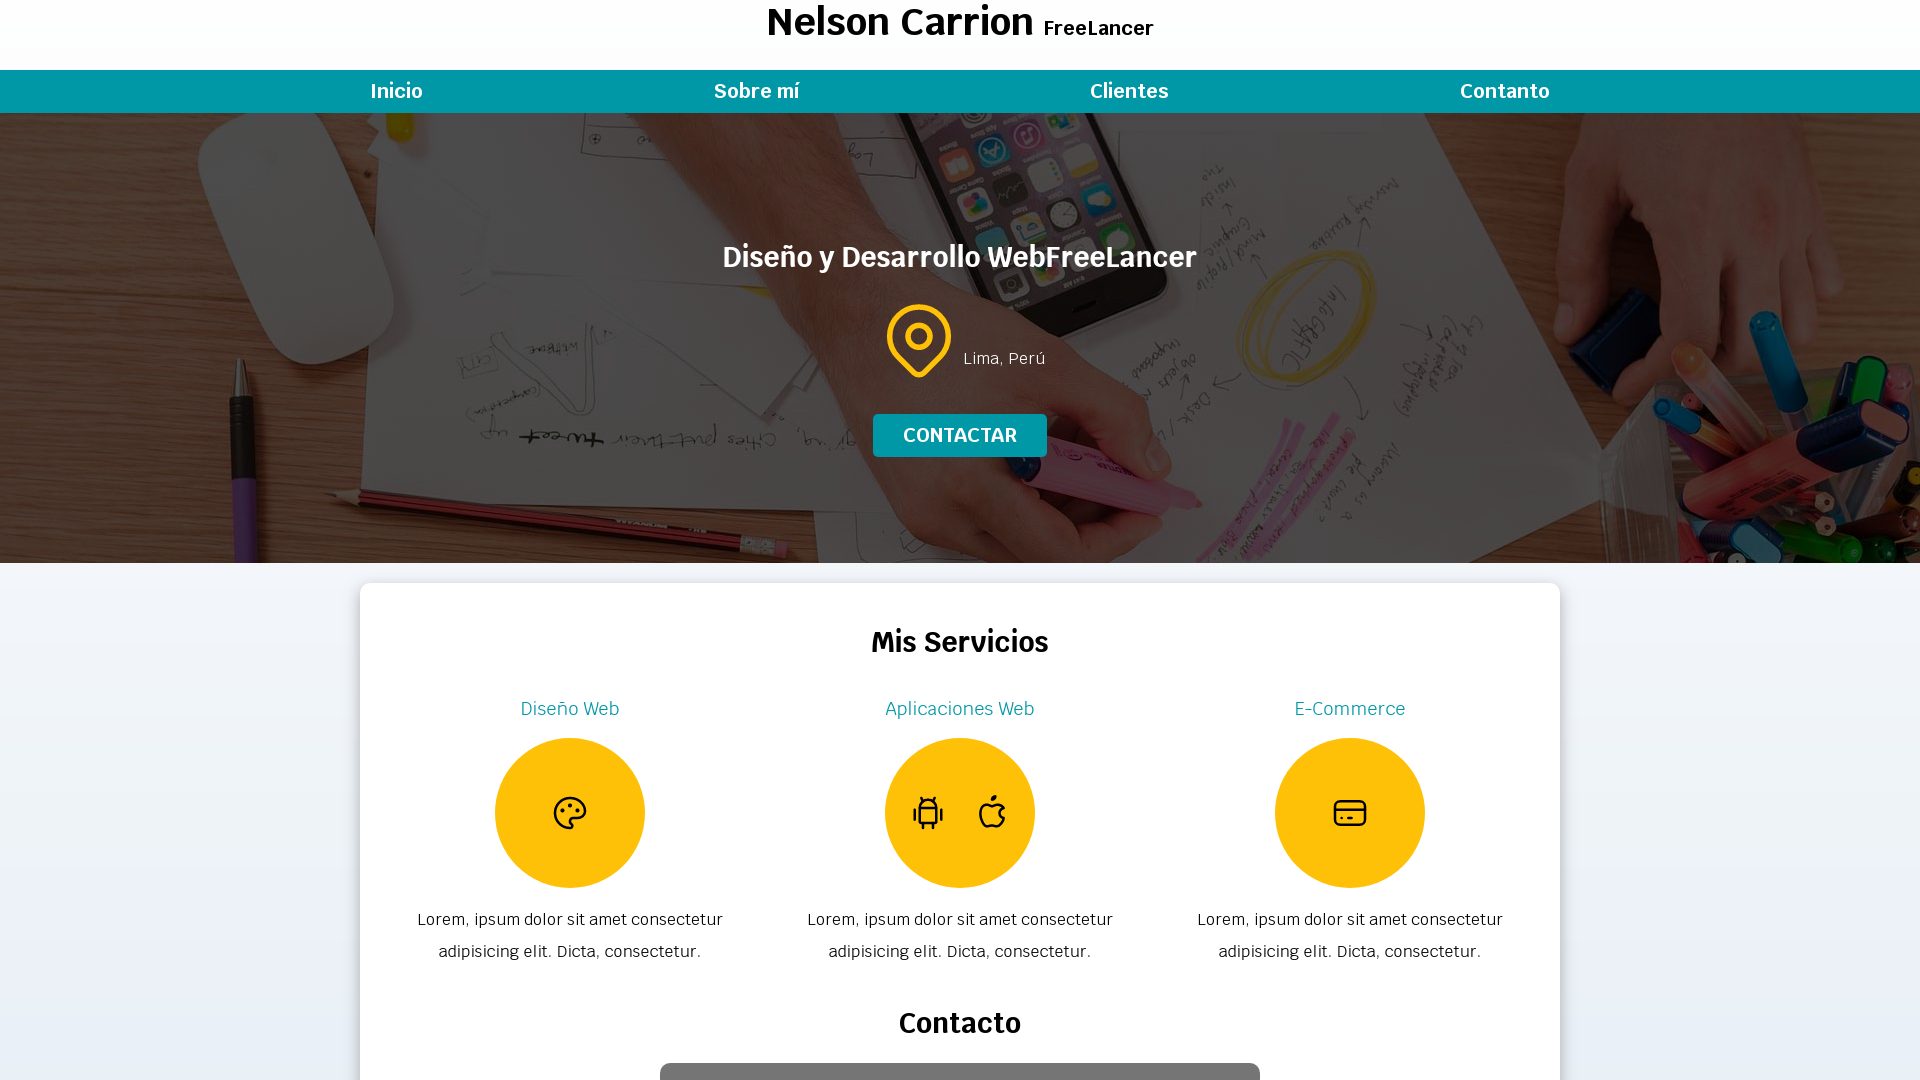 Nelson Carrion FreeLancer
Inicio
Sobre mí
Clientes
Contanto
Diseño y Desarrollo WebFreeLancer
Lima, Perú
CONTACTAR
Mis Servicios
Diseño Web
Aplicaciones Web
E-Commerce
Lorem, ipsum dolor sit amet consectetur
adipisicing elit. Dicta, consectetur.
Lorem, ipsum dolor sit amet consectetur
adipisicing elit. Dicta, consectetur.
Lorem, ipsum dolor sit amet consectetur
adipisicing elit. Dicta, consectetur.
Contacto